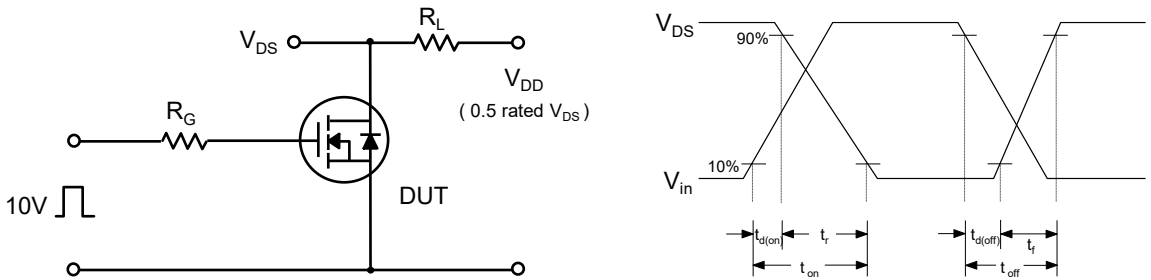 R_L
V_DS
V_DD
( 0.5 rated V_DS )
R_G
DUT
10V
V_DS
90%
10%
V_in
t_d(on)
t_r
t_on
t_d(off)
t_f
t_off